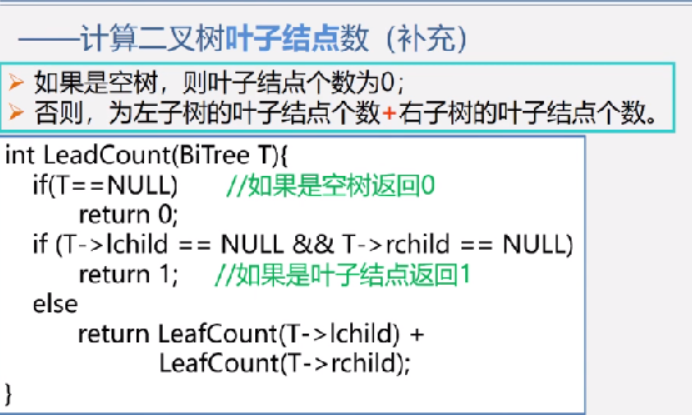 ——计算二叉树叶子结点数（补充）
➢ 如果是空树，则叶子结点个数为0；
➢ 否则，为左子树的叶子结点个数+右子树的叶子结点个数。
int LeadCount(BiTree T){
if(T==NULL) //如果是空树返回0
return 0;
if (T->lchild == NULL && T->rchild == NULL)
return 1; //如果是叶子结点返回1
else
return LeafCount(T->lchild) +
LeafCount(T->rchild);
}